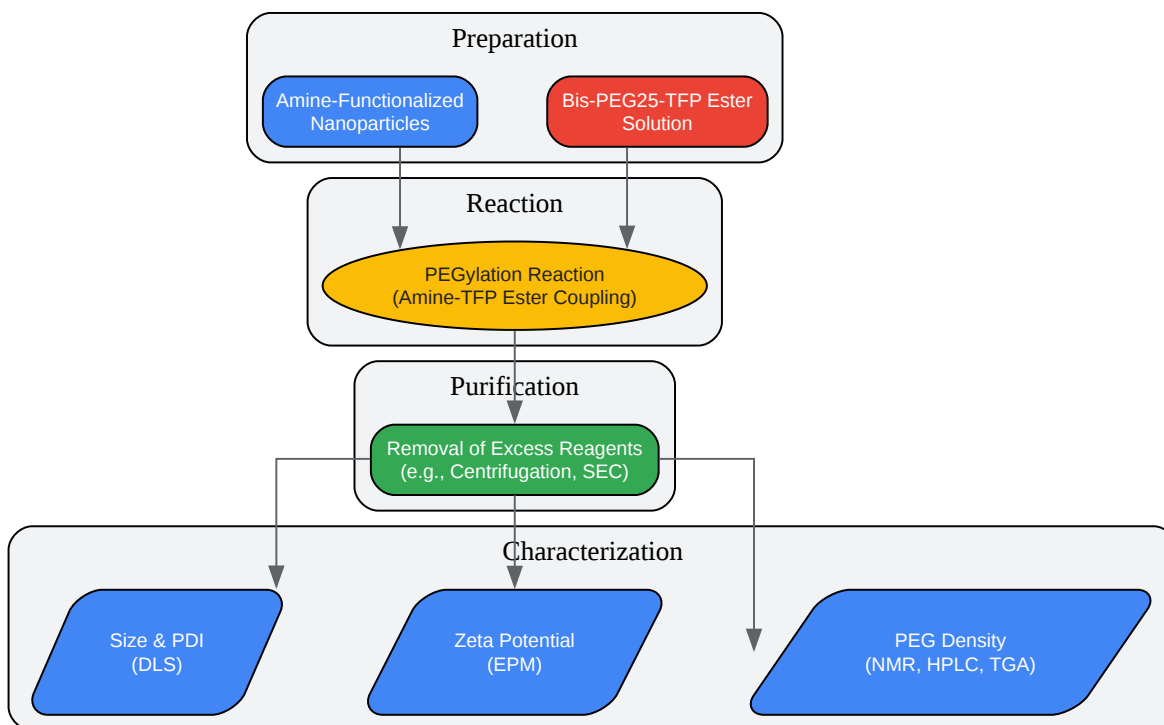 Preparation
Amine-Functionalized
Nanoparticles
Bis-PEG25-TFP Ester
Solution
Reaction
PEGylation Reaction
(Amine-TFP Ester Coupling)
Purification
Removal of Excess Reagents
(e.g., Centrifugation, SEC)
Characterization
Size & PDI
(DLS)
Zeta Potential
(EPM)
PEG Density
(NMR, HPLC, TGA)